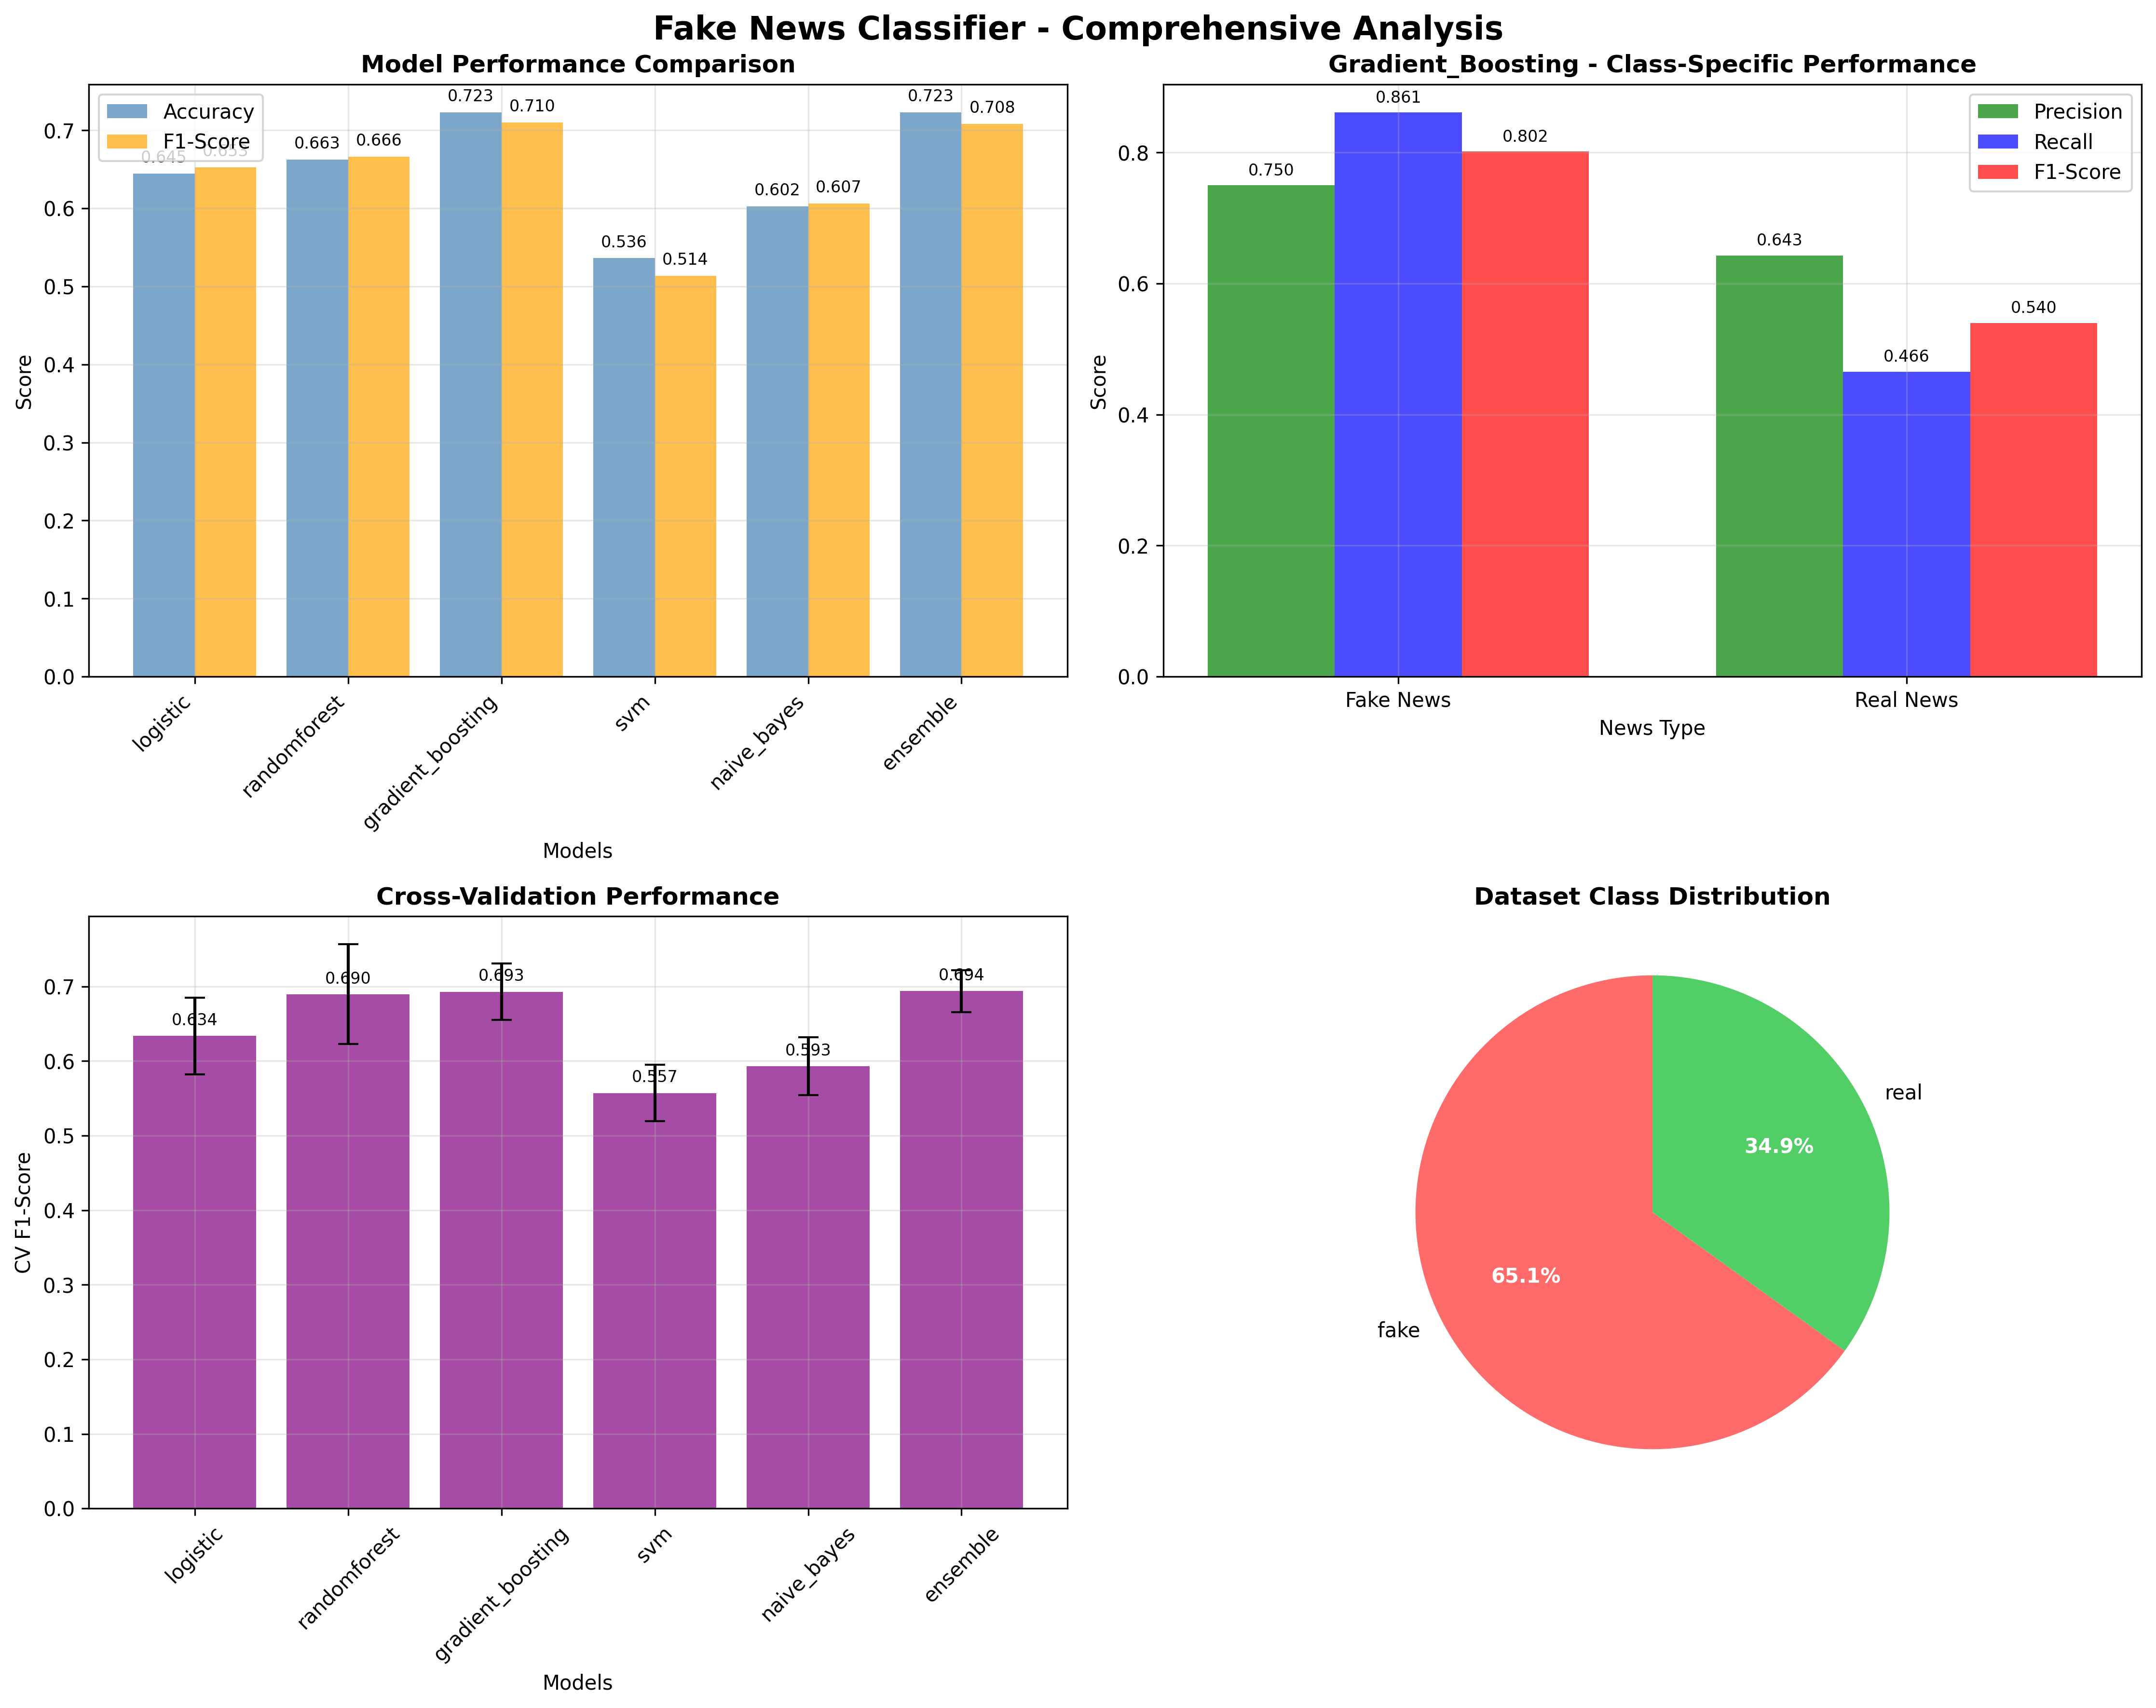 Fake News Classifier - Comprehensive Analysis
Model Performance Comparison
Accuracy
F1-Score
0.645
0.653
0.663
0.666
0.723
0.710
0.536
0.514
0.602
0.607
0.723
0.708
0.7
0.6
0.5
0.4
0.3
0.2
0.1
0.0
Score
logistic
randomforest
gradient_boosting
svm
naive_bayes
ensemble
Models
Gradient_Boosting - Class-Specific Performance
Precision
Recall
F1-Score
0.750
0.861
0.802
0.643
0.466
0.540
0.8
0.6
0.4
0.2
0.0
Score
Fake News
Real News
News Type
Cross-Validation Performance
0.634
0.690
0.693
0.557
0.593
0.694
0.7
0.6
0.5
0.4
0.3
0.2
0.1
0.0
CV F1-Score
logistic
randomforest
gradient_boosting
svm
naive_bayes
ensemble
Models
Dataset Class Distribution
real
34.9%
65.1%
fake